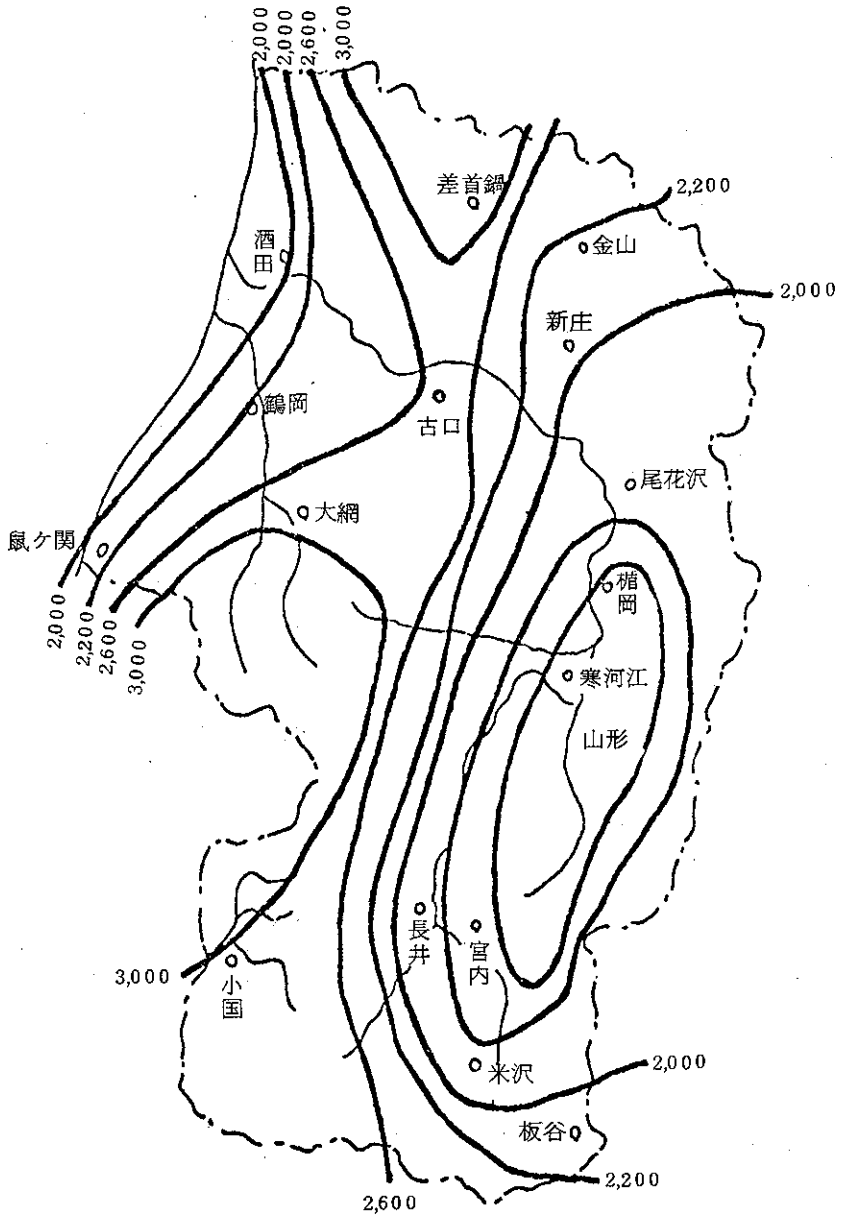 2,000
2,000
2,600
3,000
差首鍋
2,200
酒田
金山
2,000
新庄
鶴岡
古口
尾花沢
大網
鼠ケ関
楯岡
2,000
2,200
2,600
3,000
寒河江
山形
長井
宮内
3,000
小国
2,000
米沢
板谷
2,200
2,600